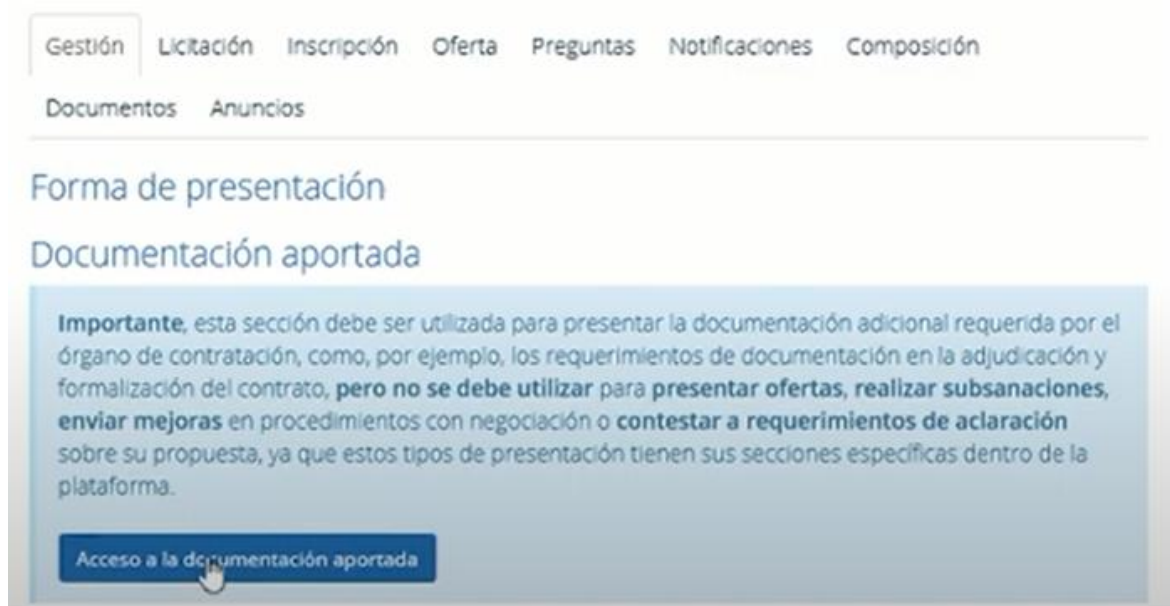 Gestión Licitación Inscripción Oferta Preguntas Notificaciones Composición
Documentos Anuncios
Forma de presentación
Documentación aportada
Importante, esta sección debe ser utilizada para presentar la documentación adicional requerida por el
órgano de contratación, como, por ejemplo, los requerimientos de documentación en la adjudicación y
formalización del contrato, pero no se debe utilizar para presentar ofertas, realizar subsanaciones,
enviar mejoras en procedimientos con negociación o contestar a requerimientos de aclaración
sobre su propuesta, ya que estos tipos de presentación tienen sus secciones específicas dentro de la
plataforma.
Acceso a la documentación aportada